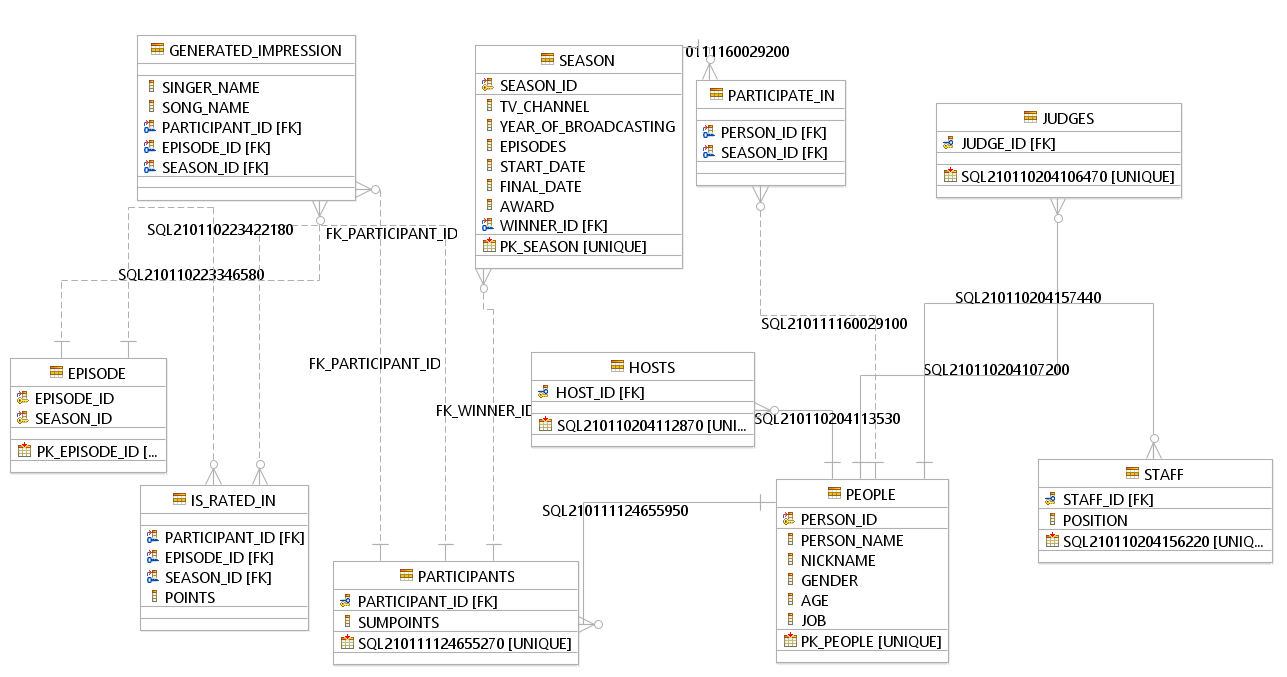 GENERATED_IMPRESSION
SINGER_NAME
SONG_NAME
PARTICIPANT_ID [FK]
EPISODE_ID [FK]
SEASON_ID [FK]
SEASON
SEASON_ID
TV_CHANNEL
YEAR_OF_BROADCASTING
EPISODES
START_DATE
FINAL_DATE
AWARD
WINNER_ID [FK]
PK_SEASON [UNIQUE]
0111160029200
PARTICIPATE_IN
PERSON_ID [FK]
SEASON_ID [FK]
JUDGES
JUDGE_ID [FK]
SQL210110204106470 [UNIQUE]
SQL210110223422180
FK_PARTICIPANT_ID
SQL210110223346580
SQL210110204157440
SQL210111160029100
FK_PARTICIPANT_ID
SQL210110204107200
EPISODE
EPISODE_ID
SEASON_ID
PK_EPISODE_ID [...
HOSTS
HOST_ID [FK]
SQL210110204112870 [UNI...
FK_WINNER_ID
SQL210110204113530
IS_RATED_IN
PARTICIPANT_ID [FK]
EPISODE_ID [FK]
SEASON_ID [FK]
POINTS
SQL210111124655950
PARTICIPANTS
PARTICIPANT_ID [FK]
SUMPOINTS
SQL210111124655270 [UNIQUE]
PEOPLE
PERSON_ID
PERSON_NAME
NICKNAME
GENDER
AGE
JOB
PK_PEOPLE [UNIQUE]
STAFF
STAFF_ID [FK]
POSITION
SQL210110204156220 [UNIQ...